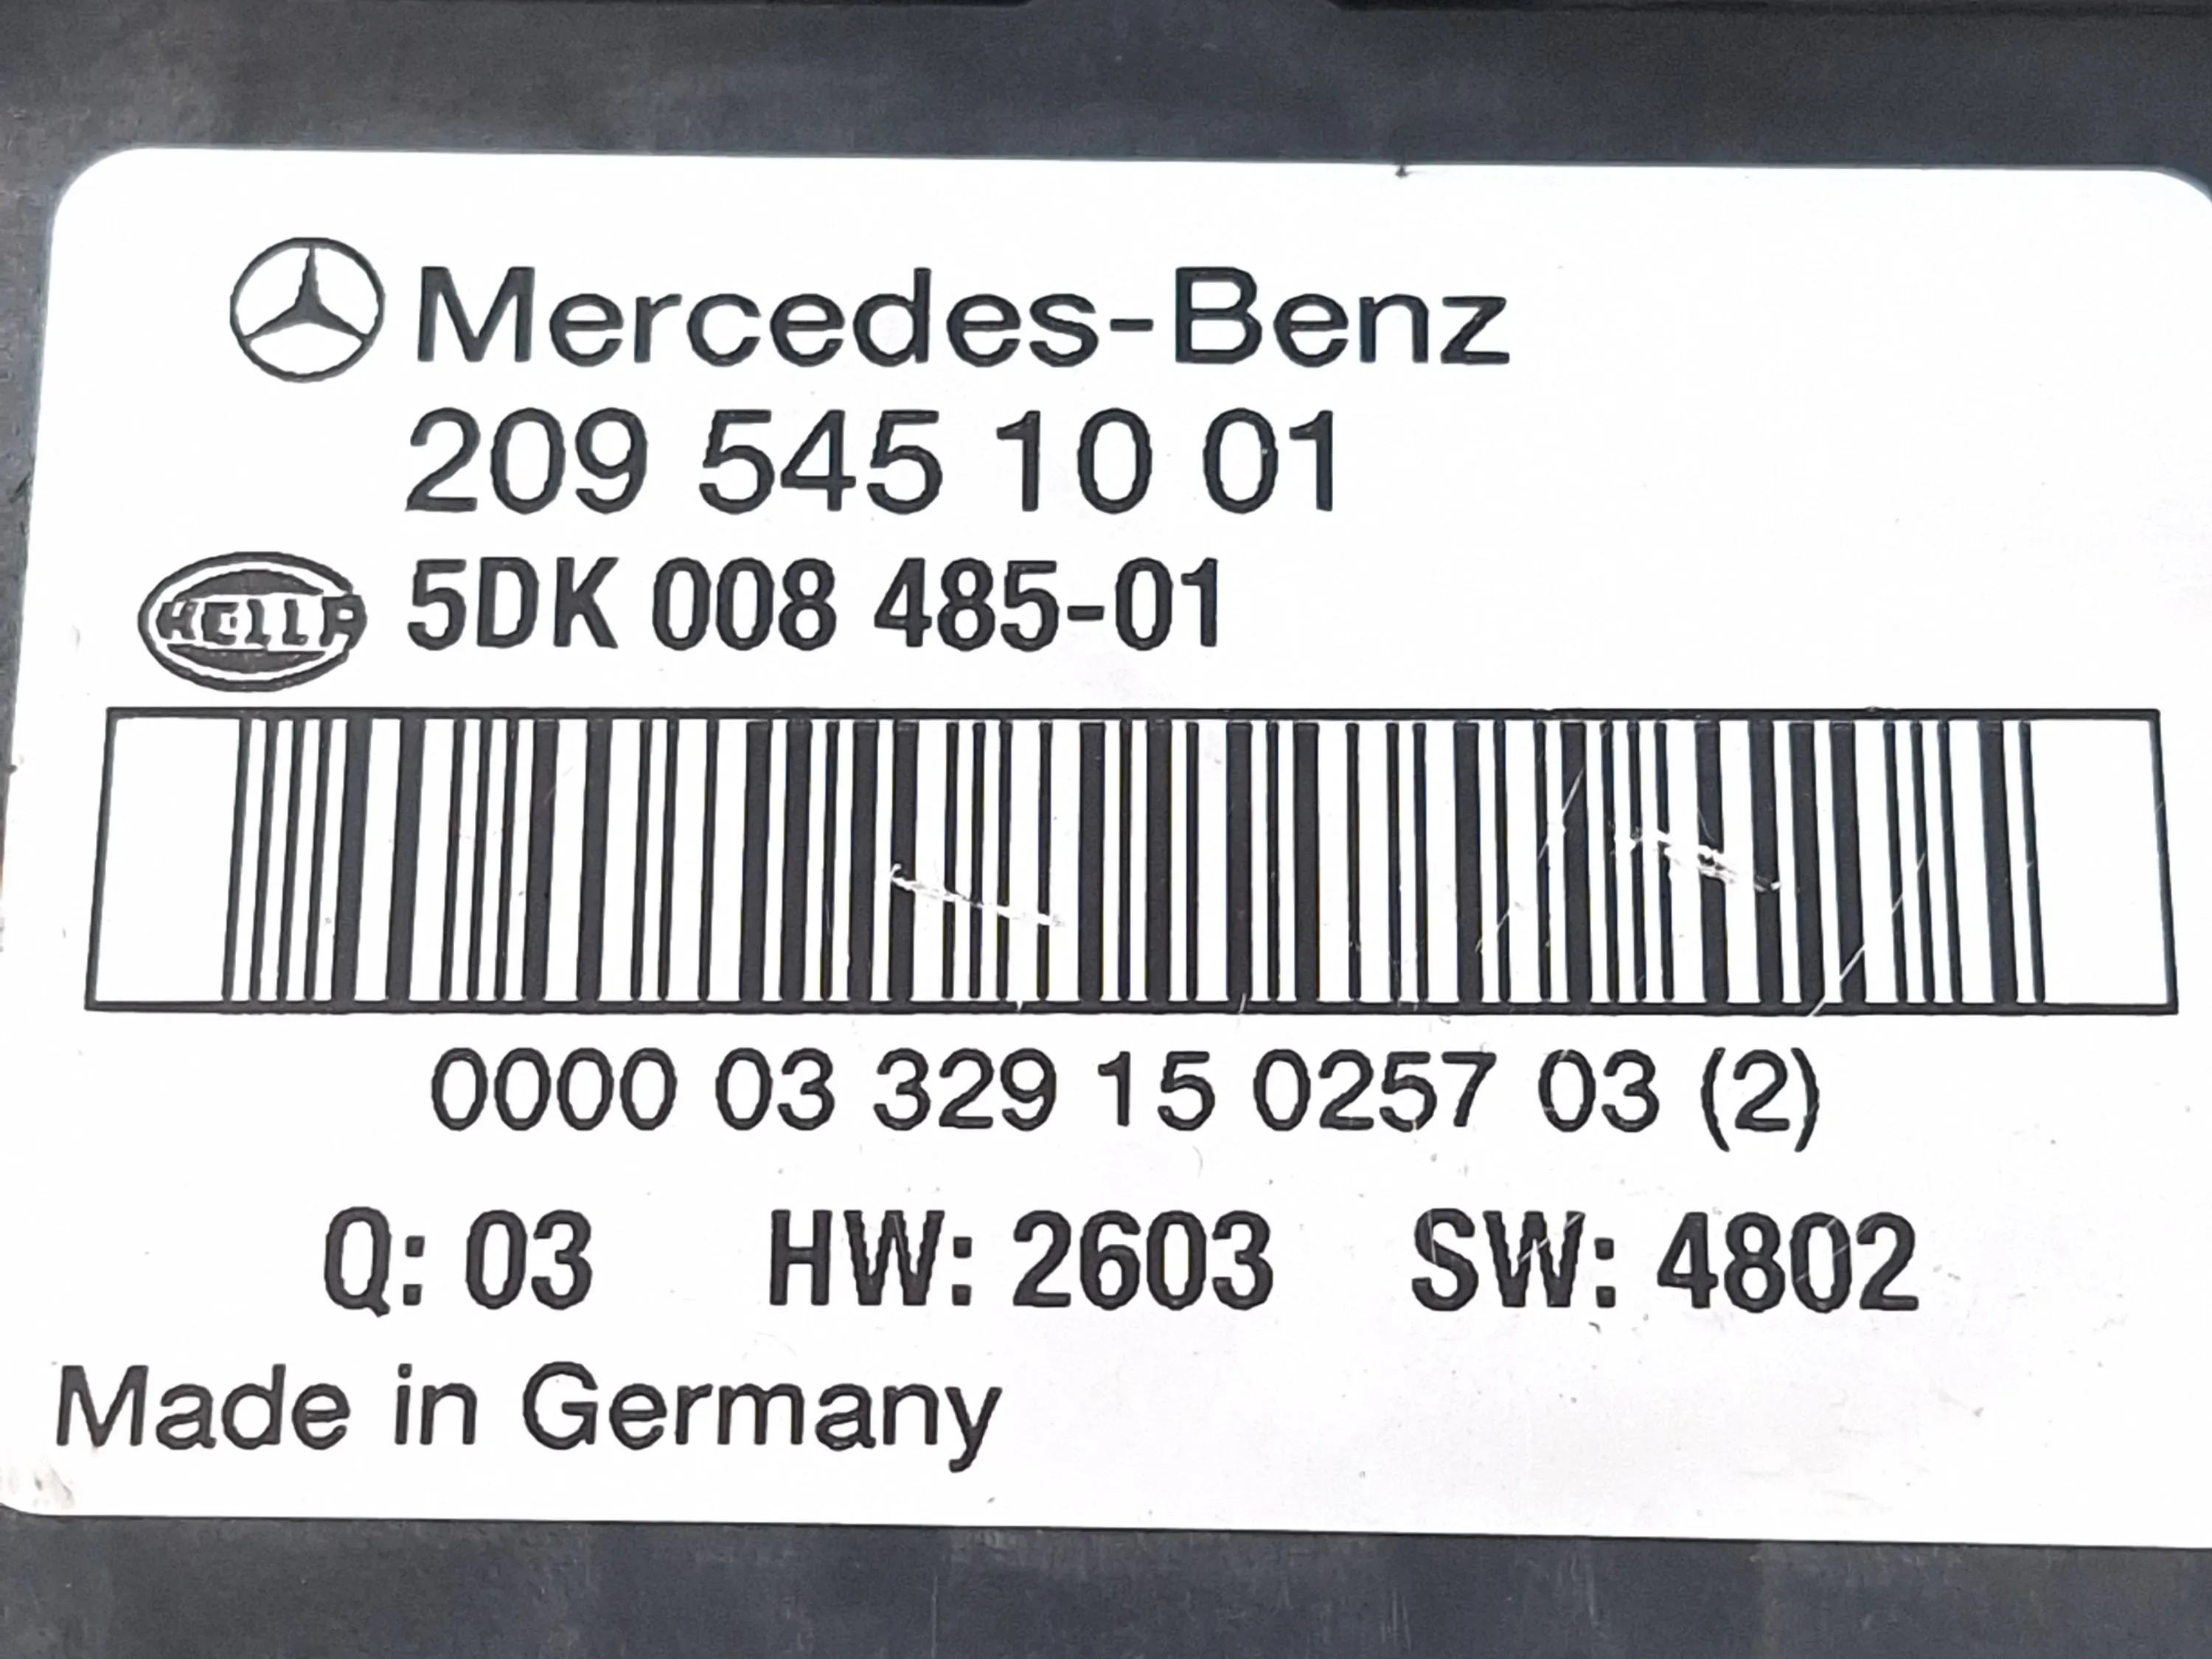 Mercedes-Benz
209 545 10 01
HELLA 5DK 008 485-01
0000 03 329 15 0257 03 (2)
Q: 03 HW: 2603 SW: 4802
Made in Germany